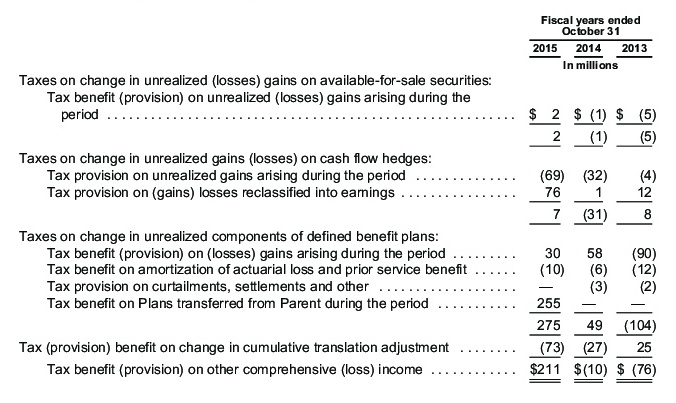 Fiscal years ended
October 31
2015 2014 2013
In millions
Taxes on change in unrealized (losses) gains on available-for-sale securities:
Tax benefit (provision) on unrealized (losses) gains arising during the
period . . . . . . . . . . . . . . . . . . . . . . . . . . . . . . . . . . . . . . . . . . . . . . . . . . . . . . . . $ 2 $ (1) $ (5)
2 (1) (5)
Taxes on change in unrealized gains (losses) on cash flow hedges:
Tax provision on unrealized gains arising during the period . . . . . . . . . . . . . (69) (32) (4)
Tax provision on (gains) losses reclassified into earnings . . . . . . . . . . . . . . . 76 1 12
7 (31) 8
Taxes on change in unrealized components of defined benefit plans:
Tax benefit (provision) on (losses) gains arising during the period . . . . . . . . . 30 58 (90)
Tax benefit on amortization of actuarial loss and prior service benefit . . . . . . (10) (6) (12)
Tax provision on curtailments, settlements and other . . . . . . . . . . . . . . . . . . . — (3) (2)
Tax benefit on Plans transferred from Parent during the period . . . . . . . . . . . 255 — —
275 49 (104)
Tax (provision) benefit on change in cumulative translation adjustment . . . . . . . . (73) (27) 25
Tax benefit (provision) on other comprehensive (loss) income . . . . . . . . . . . . $211 $(10) $ (76)